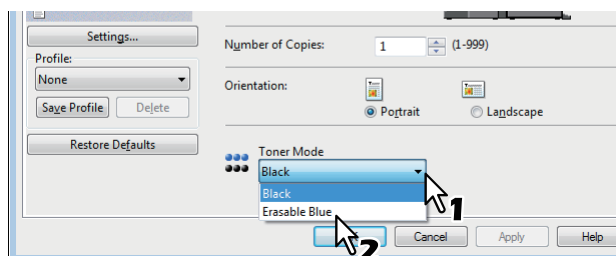 Settings...
Profile:
None
Save Profile Delete
Restore Defaults
Number of Copies: 1 (1-999)
Orientation:
Portrait Landscape
Toner Mode
Black
Black
Erasable Blue
1
2
Cancel Apply Help